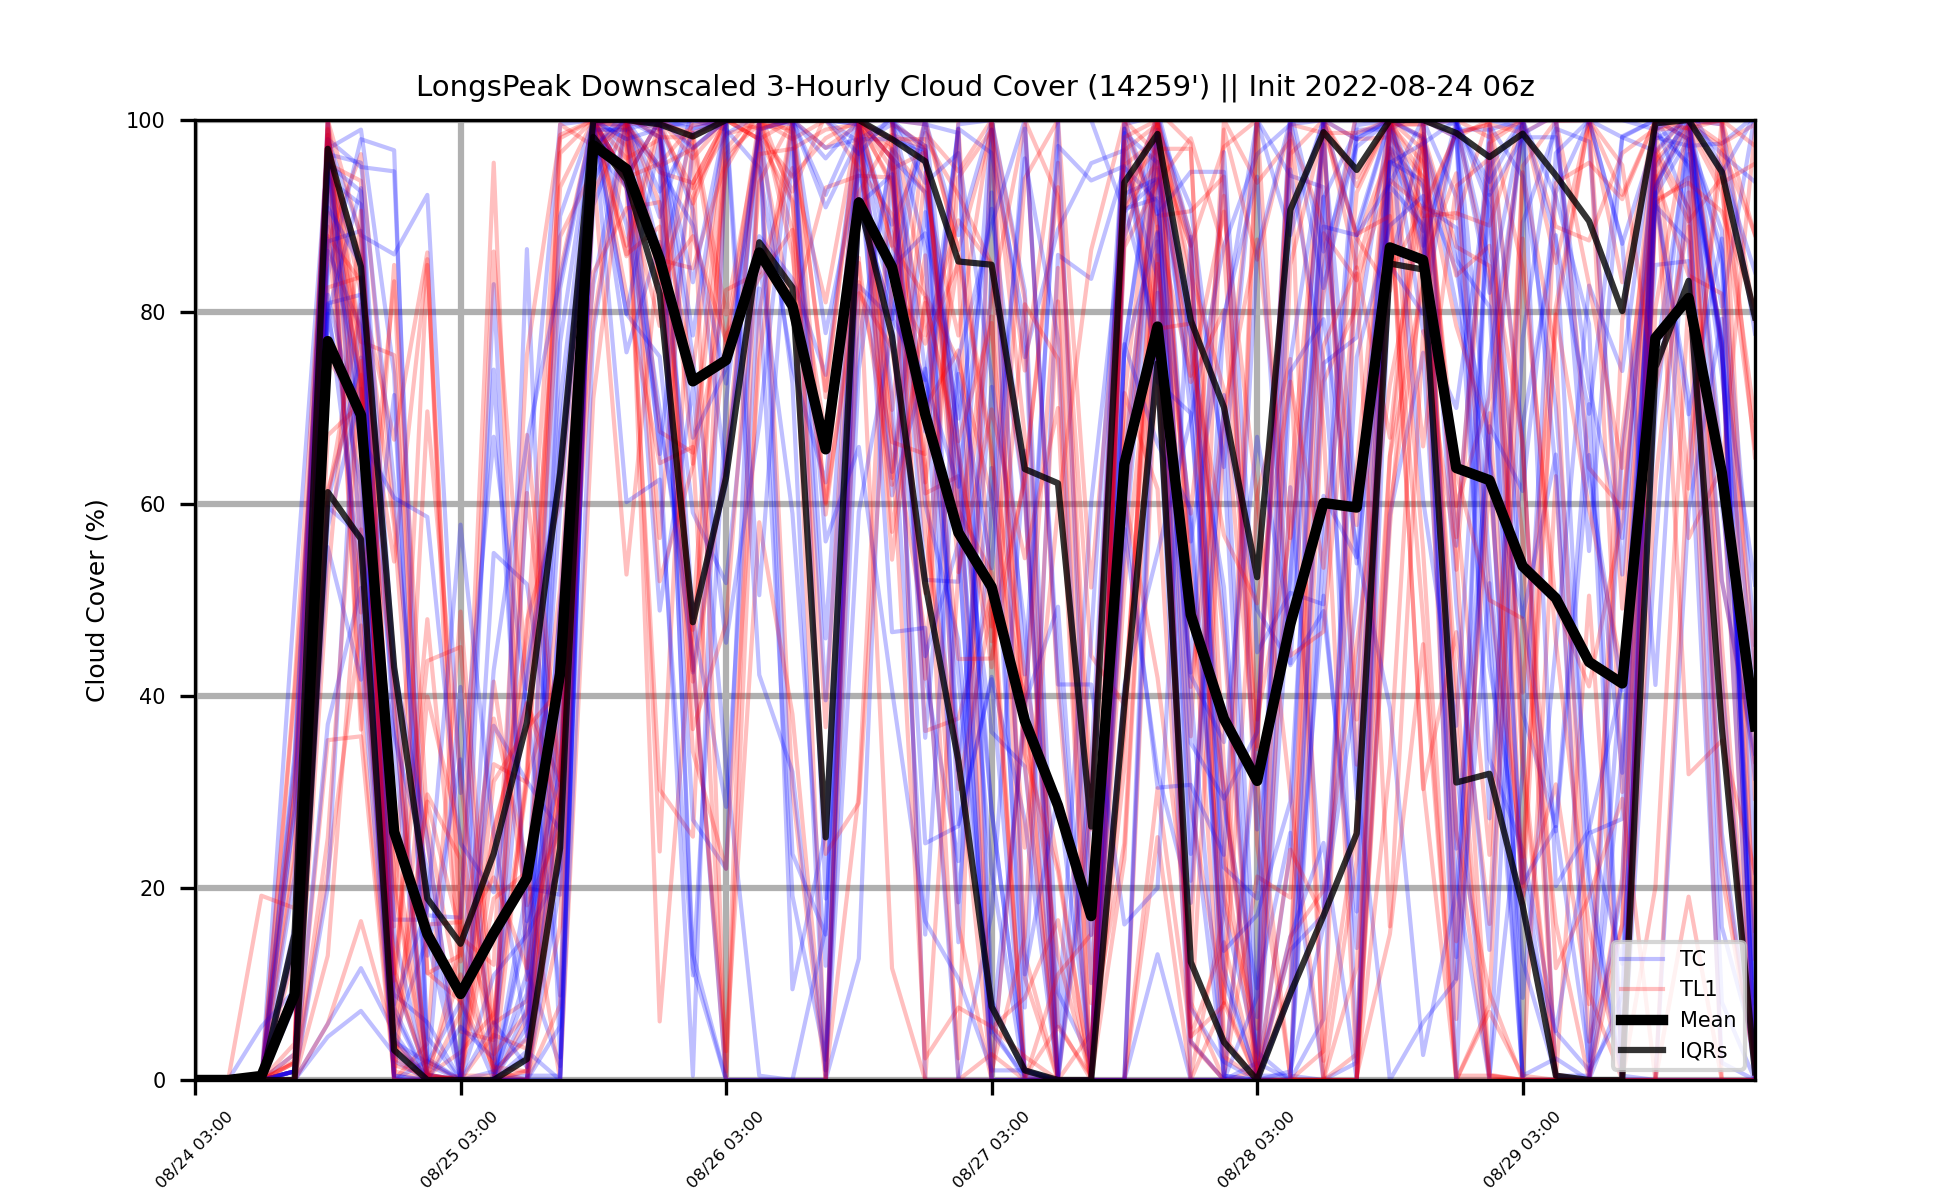 LongsPeak Downscaled 3-Hourly Cloud Cover (14259') || Init 2022-08-24 06z
Cloud Cover (%)
100
80
60
40
20
0
TC
TL1
Mean
IQRs
08/24 03:00
08/25 03:00
08/26 03:00
08/27 03:00
08/28 03:00
08/29 03:00